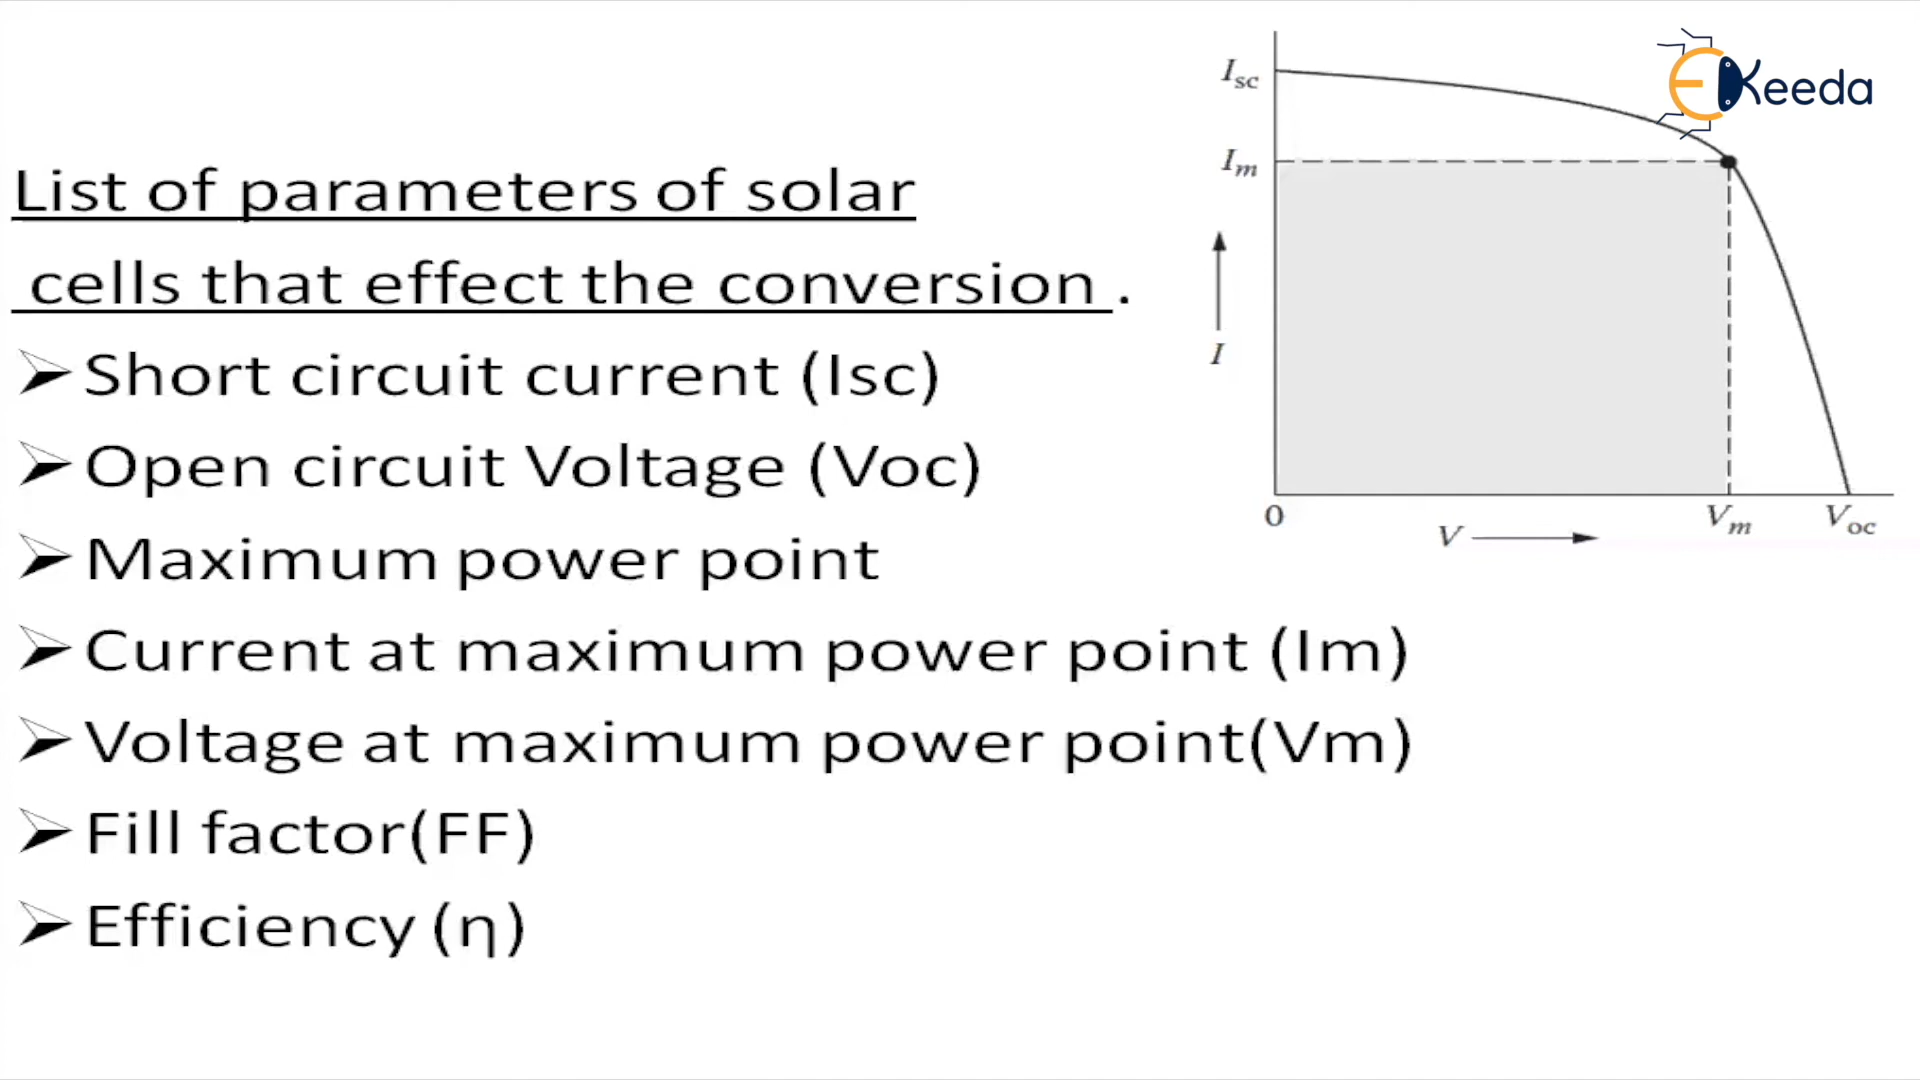 List of parameters of solar
cells that effect the conversion .
Short circuit current (Isc)
Open circuit Voltage (Voc)
Maximum power point
Current at maximum power point (Im)
Voltage at maximum power point(Vm)
Fill factor(FF)
Efficiency (η)
EKeeda
Isc
Im
I
0
Vm
Voc
V